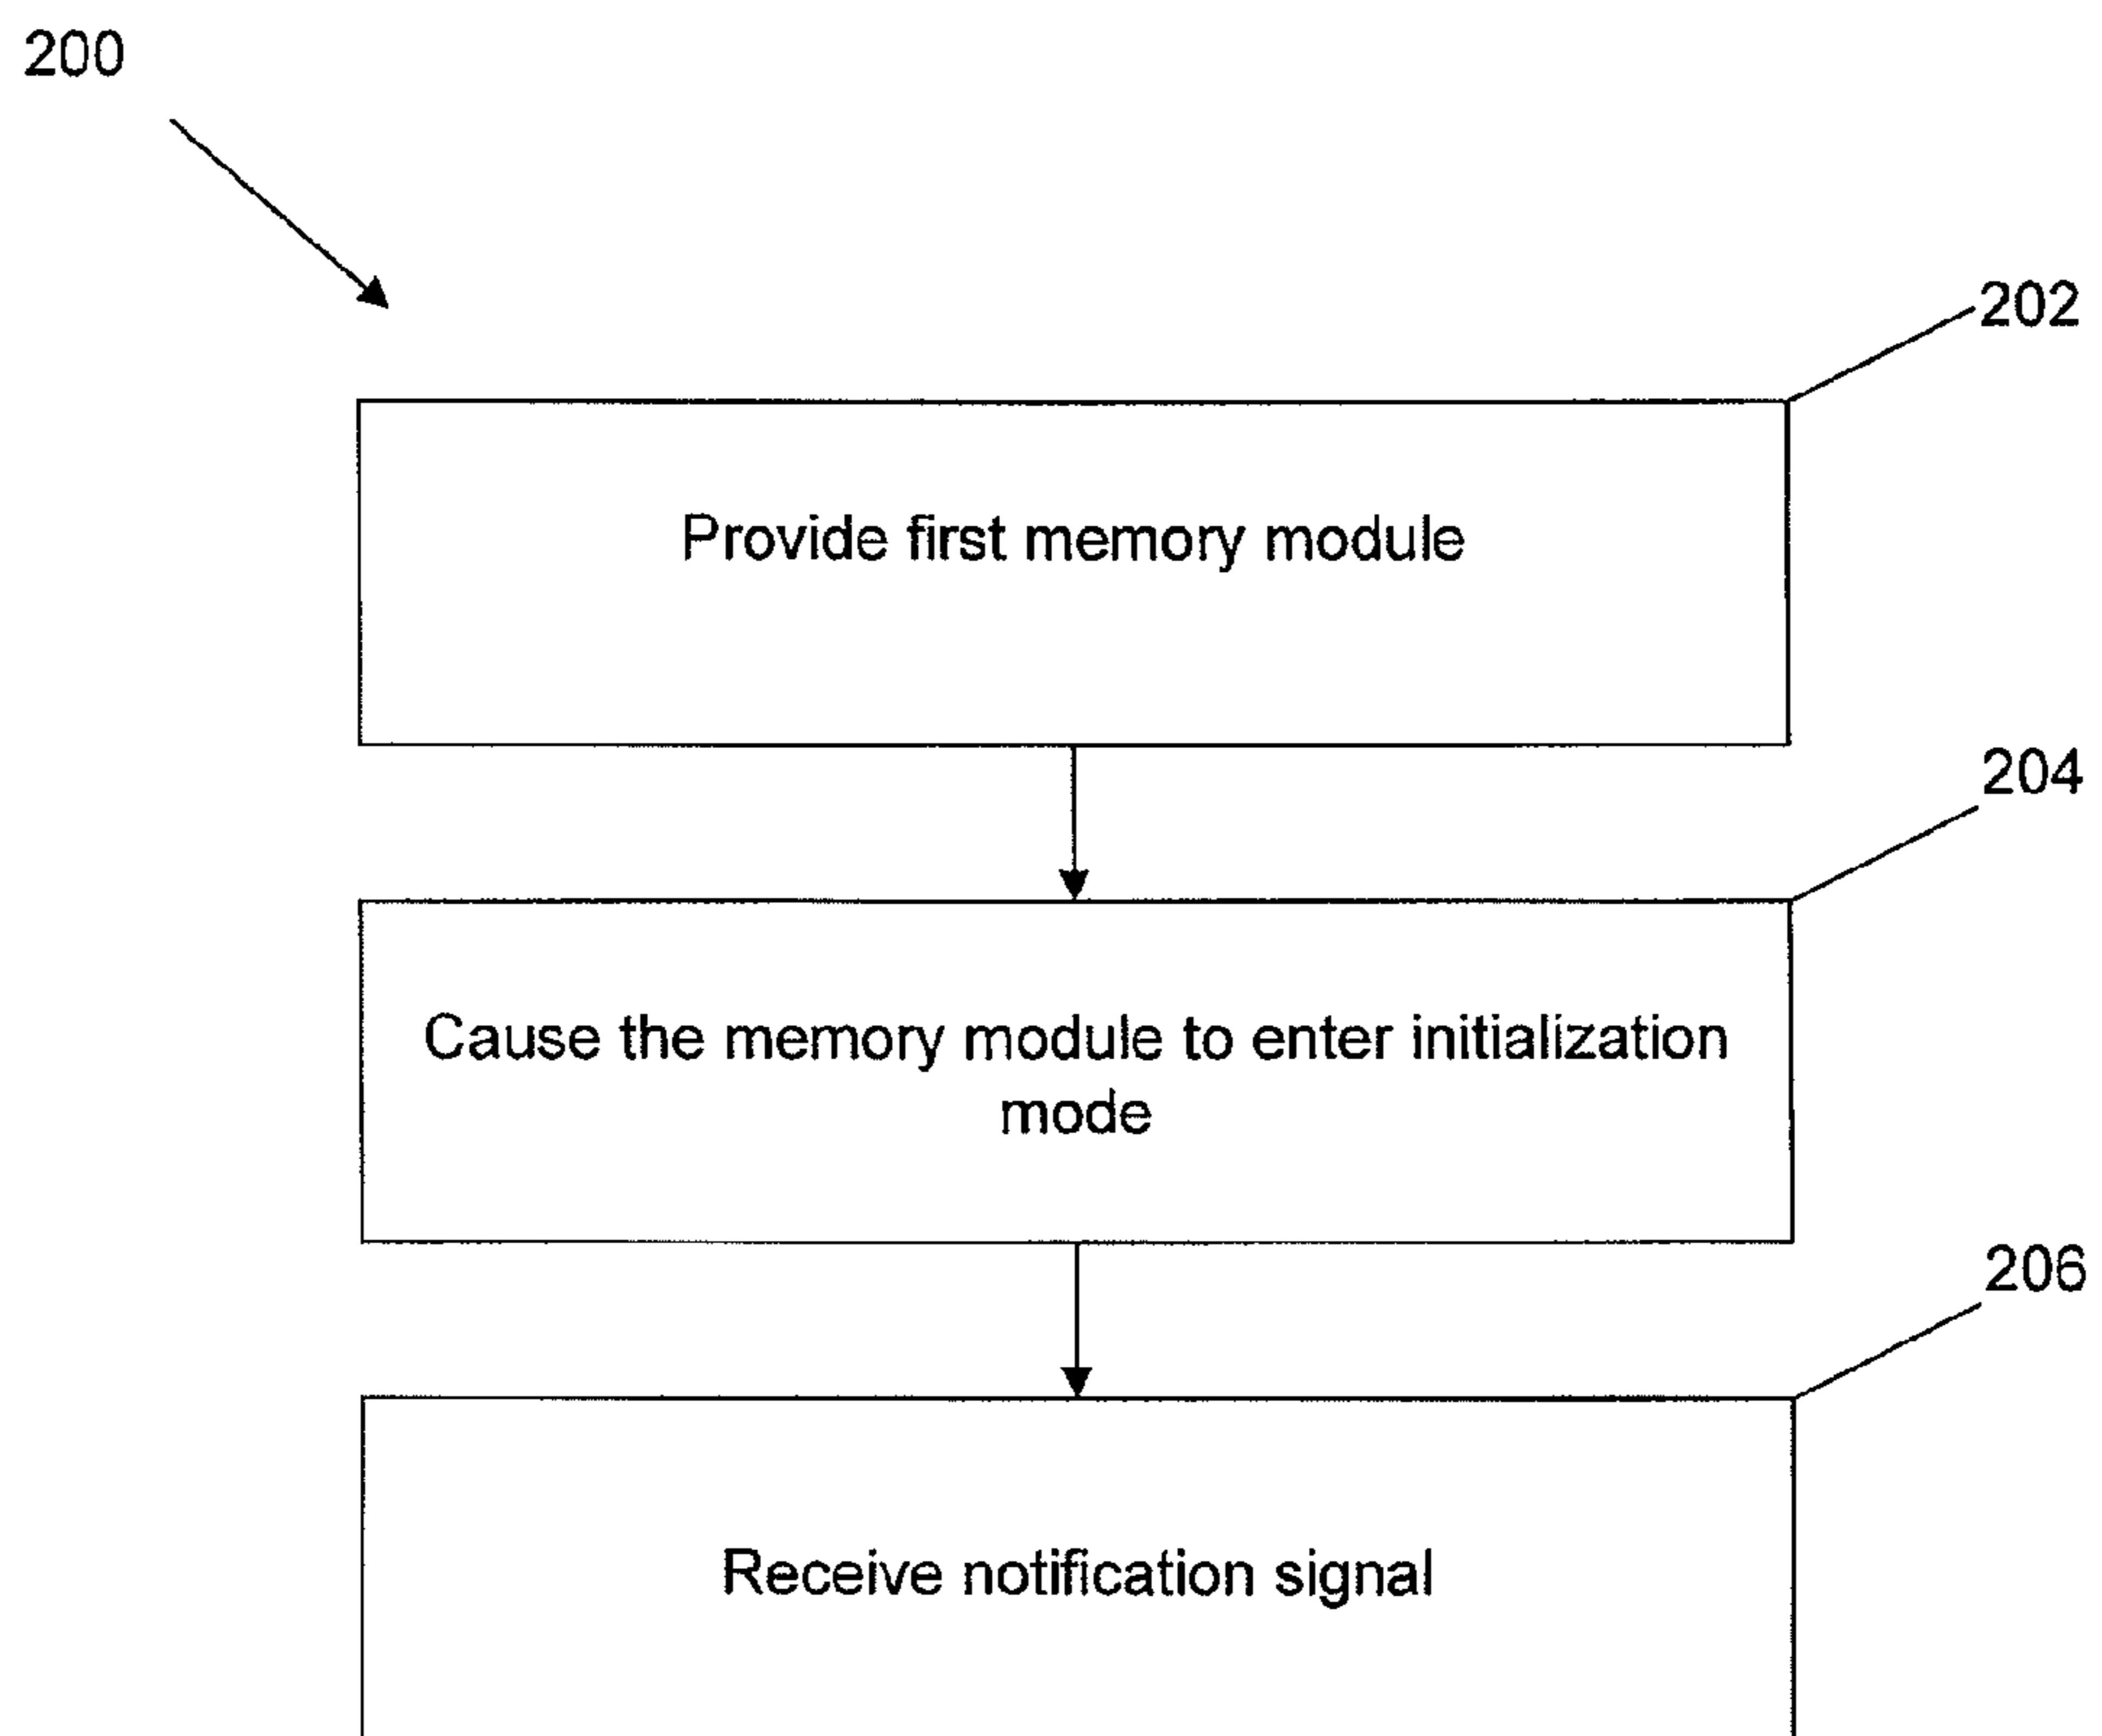 200
202
Provide first memory module
204
Cause the memory module to enter initialization
mode
206
Receive notification signal